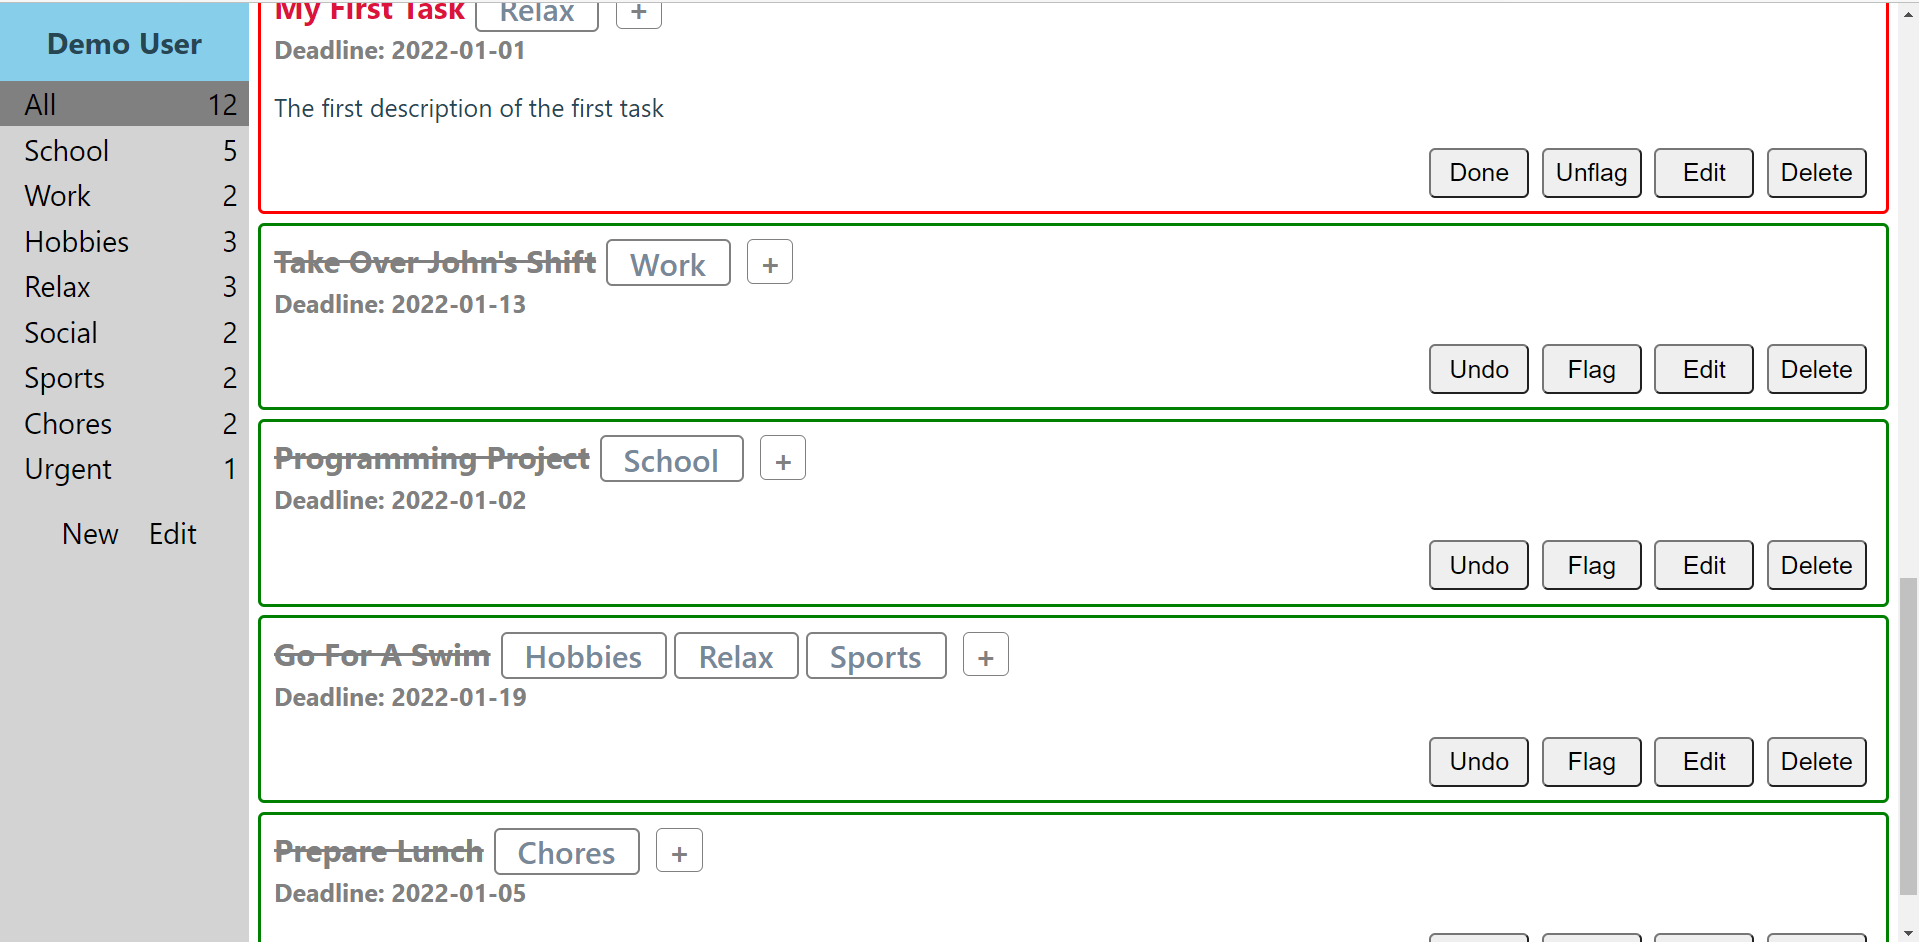 Demo User
All 12
School 5
Work 2
Hobbies 3
Relax 3
Social 2
Sports 2
Chores 2
Urgent 1
New Edit
My First Task Relax +
Deadline: 2022-01-01
The first description of the first task
Done Unflag Edit Delete
Take Over John's Shift Work +
Deadline: 2022-01-13
Undo Flag Edit Delete
Programming Project School +
Deadline: 2022-01-02
Undo Flag Edit Delete
Go For A Swim Hobbies Relax Sports +
Deadline: 2022-01-19
Undo Flag Edit Delete
Prepare Lunch Chores +
Deadline: 2022-01-05